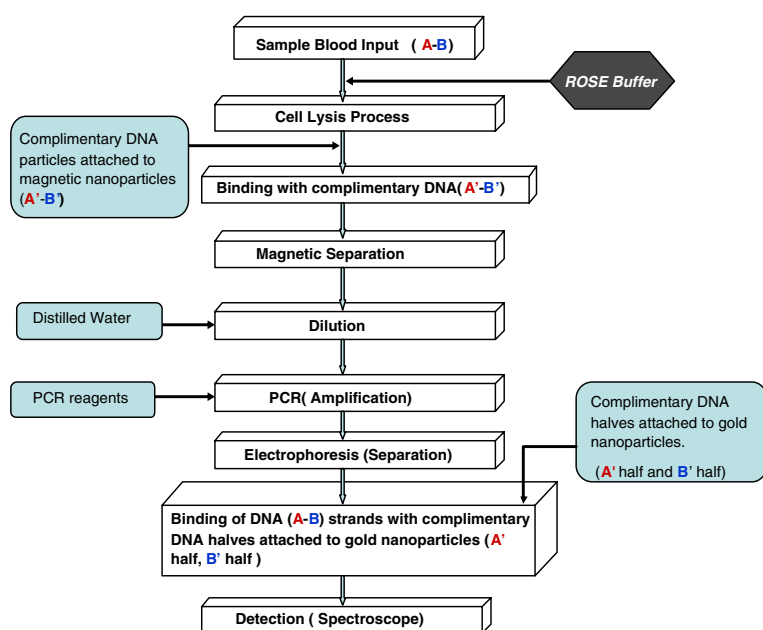 Sample Blood Input ( A-B)
ROSE Buffer
Cell Lysis Process
Complimentary DNA
particles attached to
magnetic nanoparticles
(A'-B')
Binding with complimentary DNA(A'-B')
Magnetic Separation
Distilled Water
Dilution
PCR reagents
PCR( Amplification)
Electrophoresis (Separation)
Complimentary DNA
halves attached to gold
nanoparticles.
(A' half and B' half)
Binding of DNA (A-B) strands with complimentary
DNA halves attached to gold nanoparticles (A'
half, B' half )
Detection ( Spectroscope)